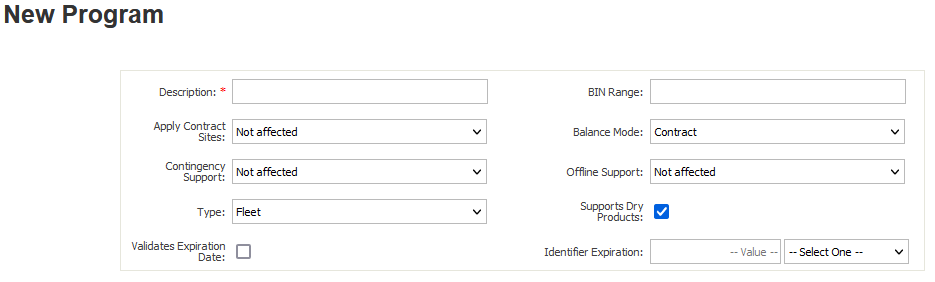 New Program
Description: *
BIN Range:
Apply Contract
Sites:
Not affected
Balance Mode:
Contract
Contingency
Support:
Not affected
Offline Support:
Not affected
Type:
Fleet
Supports Dry
Products:
Validates Expiration
Date:
Identifier Expiration:
-- Value --
-- Select One --